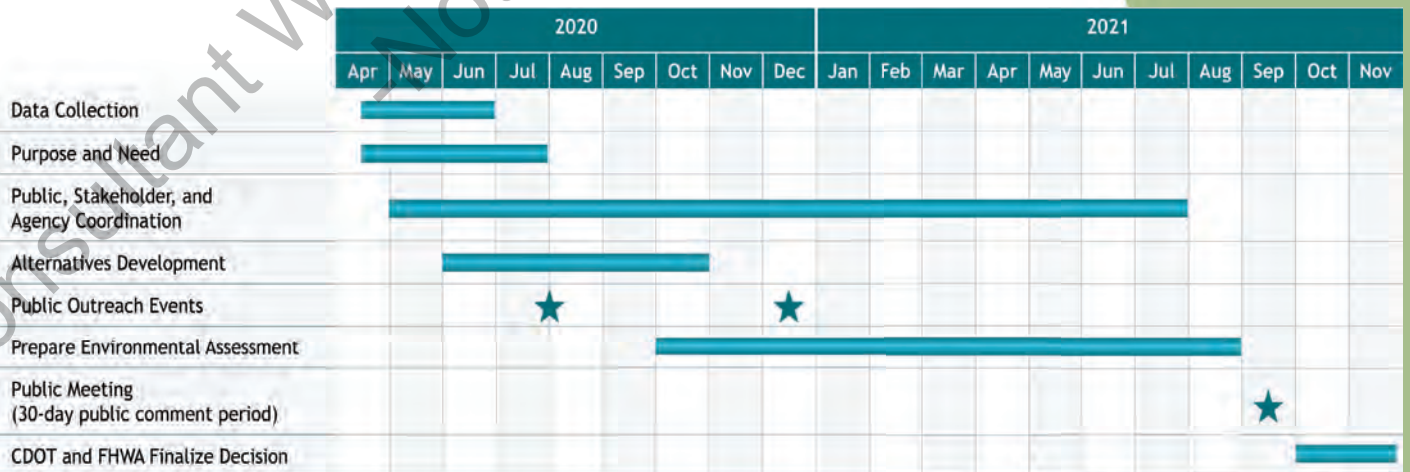 2020 2021
Apr May Jun Jul Aug Sep Oct Nov Dec Jan Feb Mar Apr May Jun Jul Aug Sep Oct Nov
Data Collection
Purpose and Need
Public, Stakeholder, and
Agency Coordination
Alternatives Development
Public Outreach Events
Prepare Environmental Assessment
Public Meeting
(30-day public comment period)
CDOT and FHWA Finalize Decision